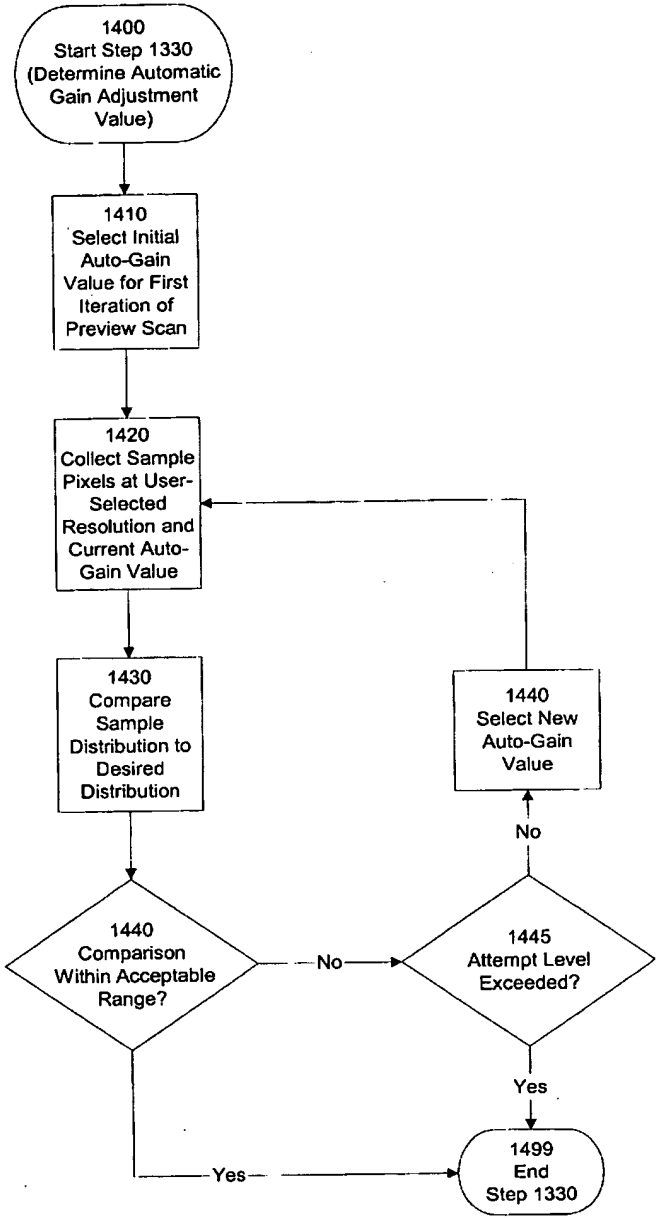 1400
Start Step 1330
(Determine Automatic
Gain Adjustment
Value)
1410
Select Initial
Auto-Gain
Value for First
Iteration of
Preview Scan
1420
Collect Sample
Pixels at User-
Selected
Resolution and
Current Auto-
Gain Value
1430
Compare
Sample
Distribution to
Desired
Distribution
1440
Select New
Auto-Gain
Value
No
1440
Comparison
Within Acceptable
Range?
No
1445
Attempt Level
Exceeded?
Yes
Yes
1499
End
Step 1330